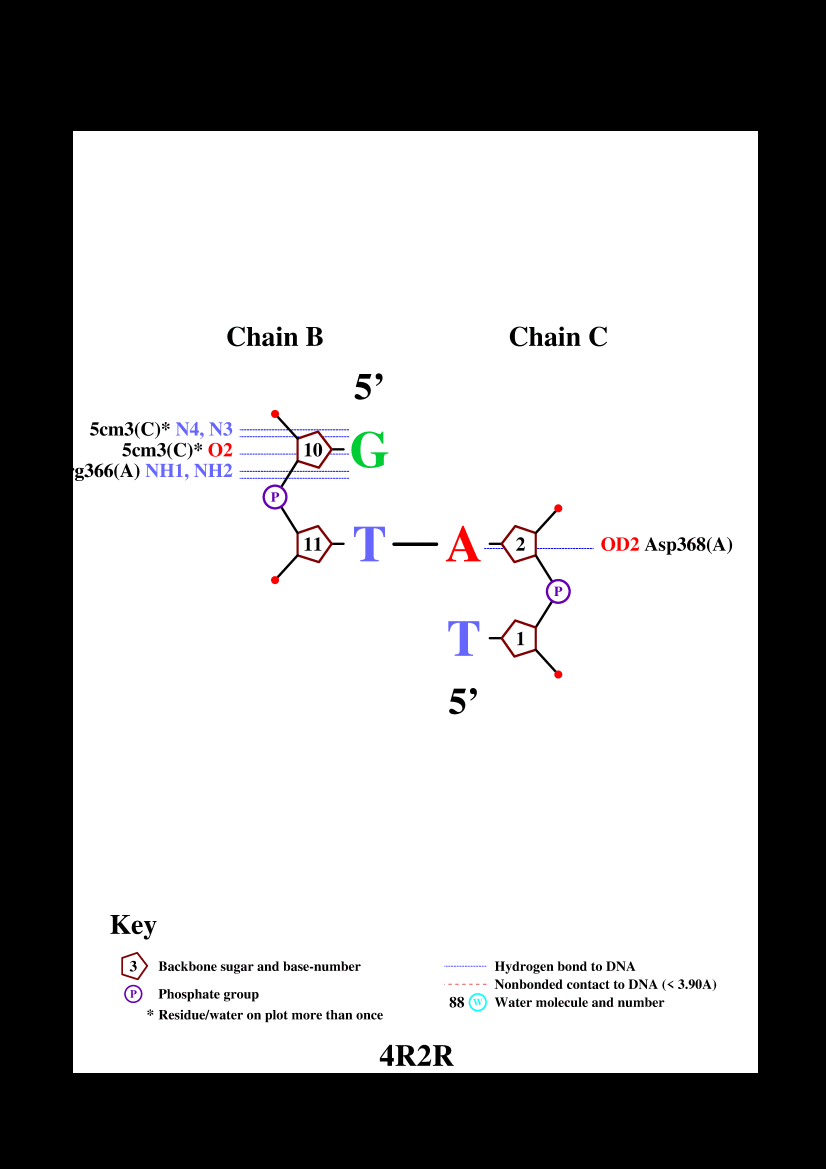 Chain B Chain C
5’
5cm3(C)* N4, N3
5cm3(C)* O2
10 G
rg366(A) NH1, NH2
P
11 T A 2 OD2 Asp368(A)
P
T 1
5’
Key
3 Backbone sugar and base-number
P Phosphate group
* Residue/water on plot more than once
Hydrogen bond to DNA
Nonbonded contact to DNA (< 3.90A)
88 W Water molecule and number
4R2R